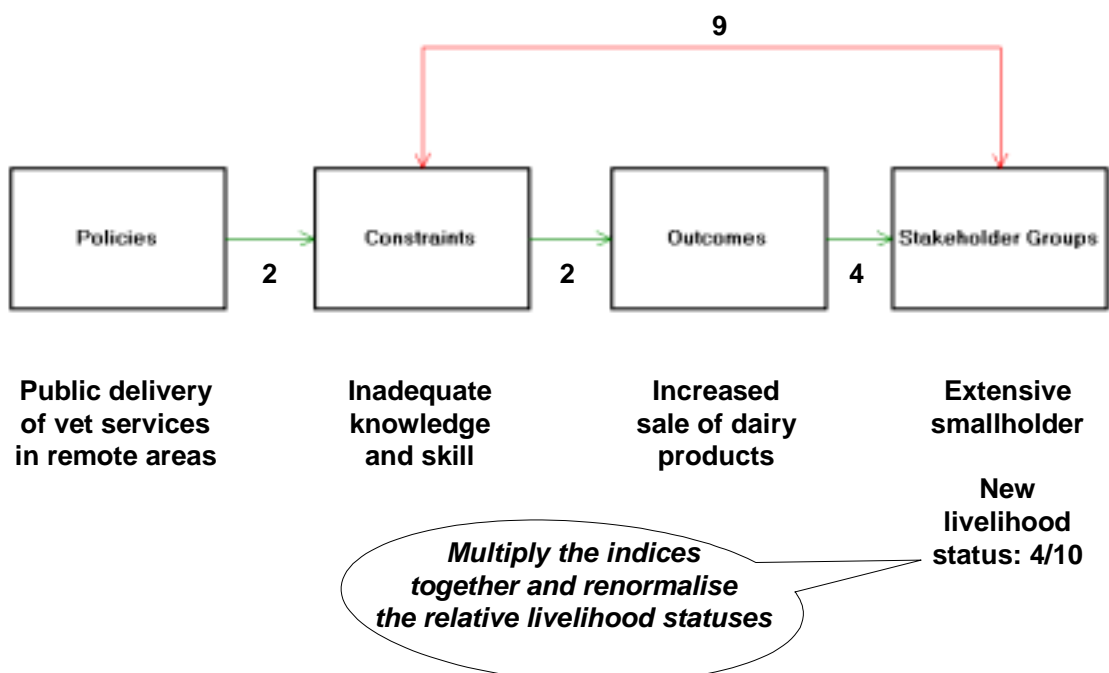 9
Policies
Constraints
Outcomes
Stakeholder Groups
2
2
4
Public delivery
of vet services
in remote areas
Inadequate
knowledge
and skill
Increased
sale of dairy
products
Extensive
smallholder
New
livelihood
status: 4/10
Multiply the indices
together and renormalise
the relative livelihood statuses